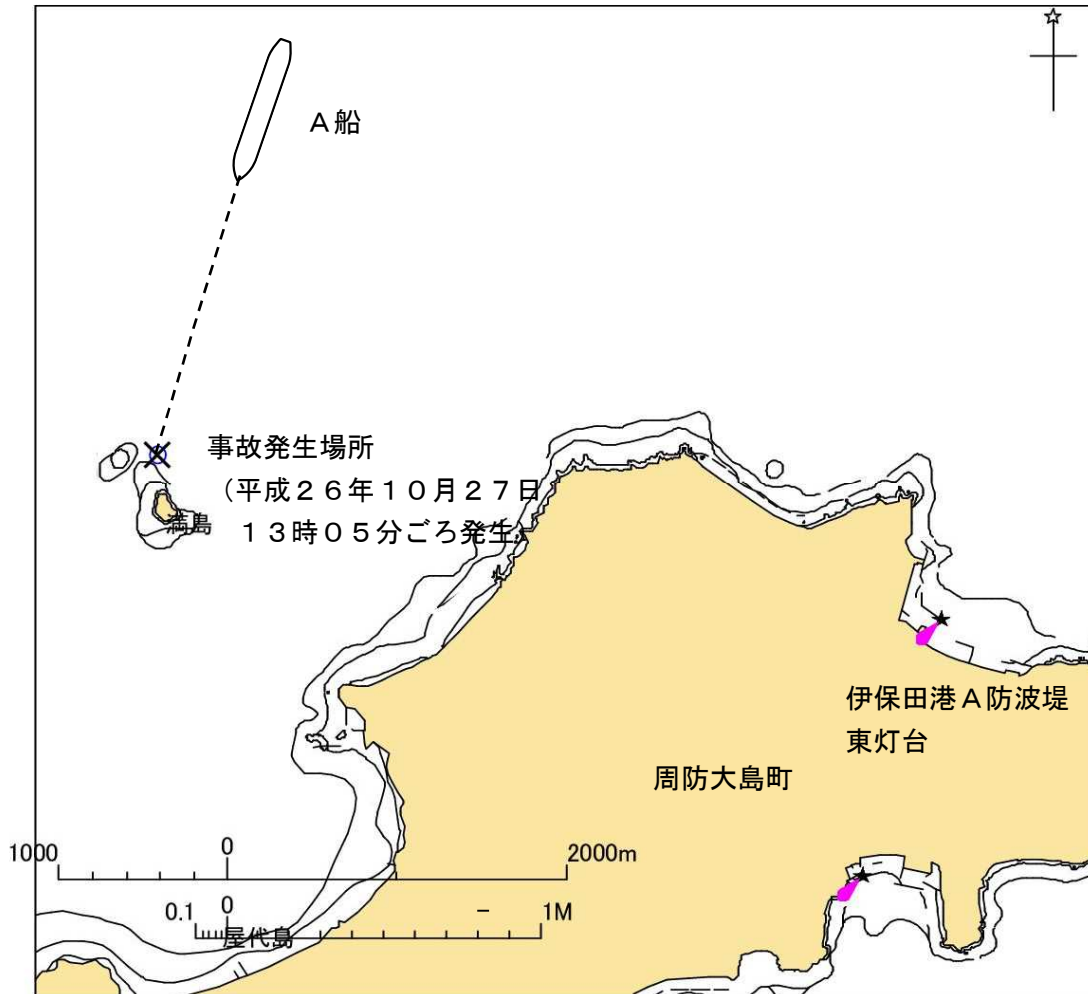 A船
事故発生場所
(平成26年10月27日
13時05分ごろ発生)
満島
伊保田港A防波堤
東灯台
周防大島町
1000 0 2000m
0.1 0 1M
屋代島